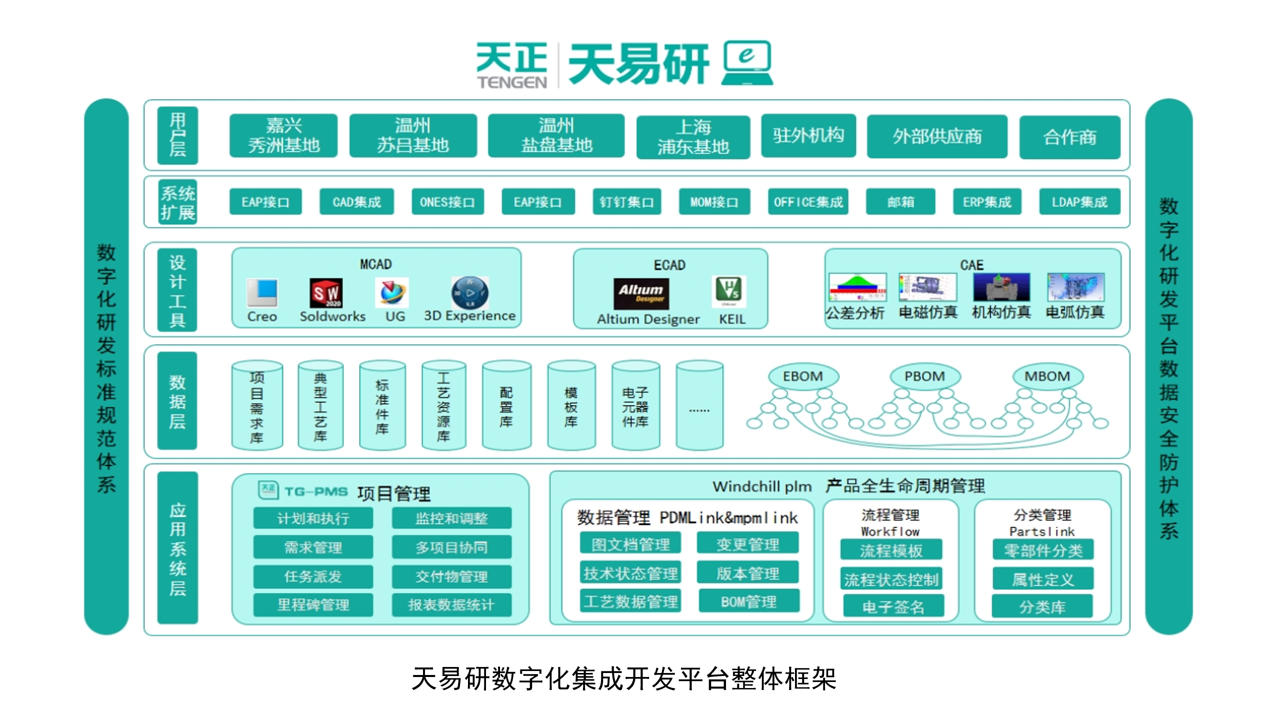 天正
TENGEN
天易研
e
数字化研发标准规范体系
用户层
嘉兴
秀洲基地
温州
苏吕基地
温州
盐盘基地
上海
浦东基地
驻外机构
外部供应商
合作商
系统
扩展
EAP接口
CAD集成
ONES接口
EAP接口
钉钉集口
MOM接口
OFFICE集成
邮箱
ERP集成
LDAP集成
设计工具
MCAD
Creo
SW
2020
Soldworks
UG
3D Experience
ECAD
Altium
Designer
Altium Designer
KEIL
CAE
公差分析
电磁仿真
机构仿真
电弧仿真
数据层
项目需求库
典型工艺库
标准件库
工艺资源库
配置库
模板库
电子
元器
件库
......
EBOM
PBOM
MBOM
应用系统层
天正
TG-PMS 项目管理
计划和执行
监控和调整
需求管理
多项目协同
任务派发
交付物管理
里程碑管理
报表数据统计
Windchill plm 产品全生命周期管理
数据管理 PDMLink&mpmlink
图文档管理
变更管理
技术状态管理
版本管理
工艺数据管理
BOM管理
流程管理
Workflow
流程模板
流程状态控制
电子签名
分类管理
Partslink
零部件分类
属性定义
分类库
数字化研发平台数据安全防护体系
天易研数字化集成开发平台整体框架